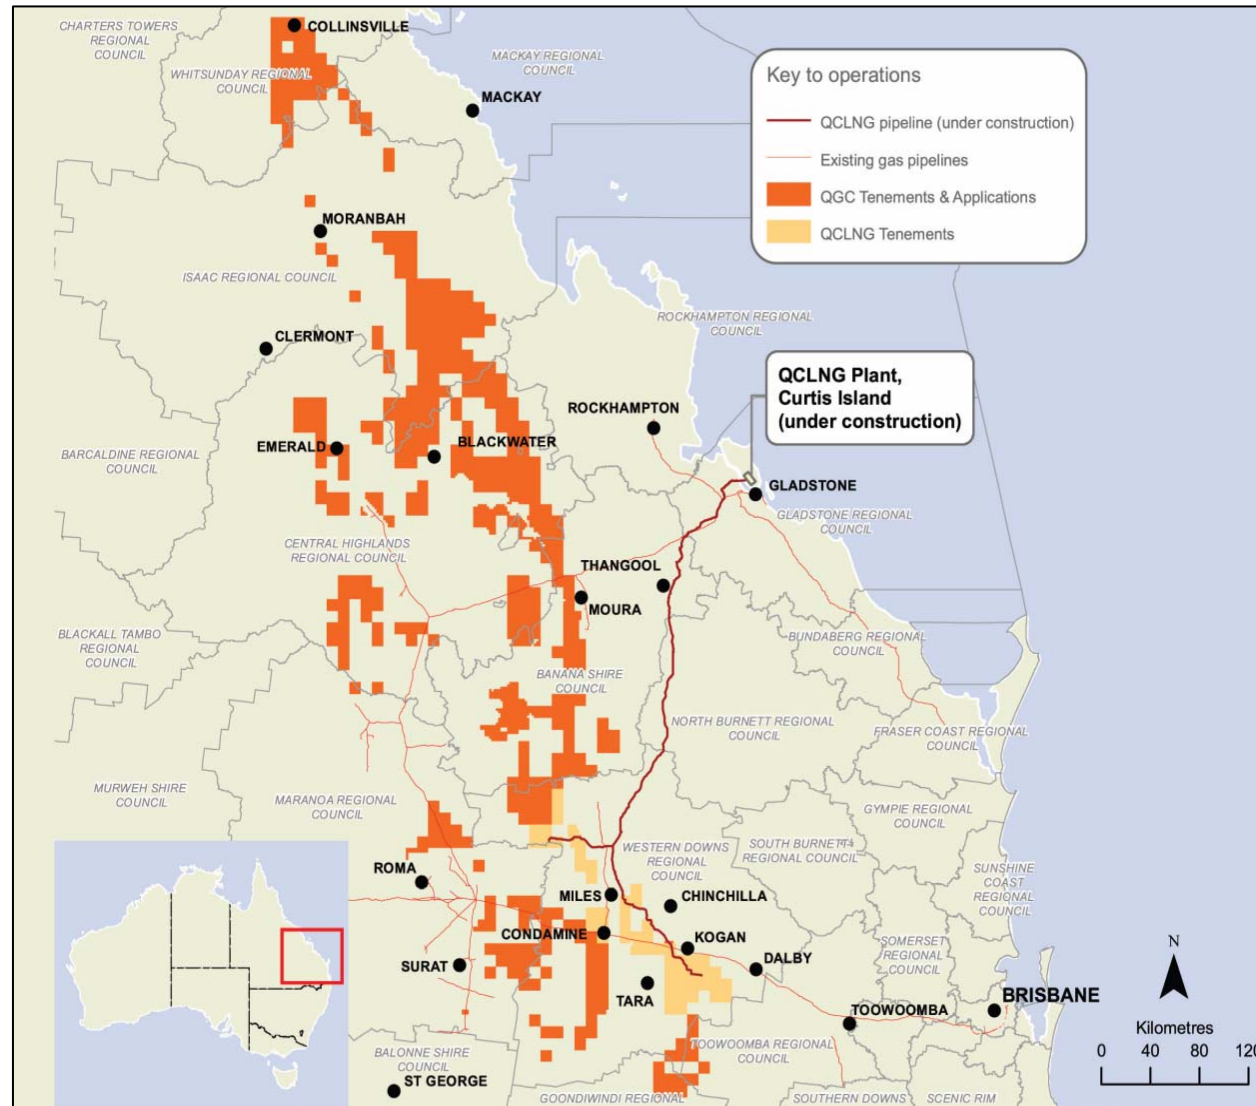 CHARTERS TOWERS
REGIONAL
COUNCIL
COLLINSVILLE
WHITSUNDAY REGIONAL
COUNCIL
MACKAY REGIONAL
COUNCIL
MACKAY
Key to operations
QCLNG pipeline (under construction)
Existing gas pipelines
QGC Tenements & Applications
QCLNG Tenements
MORANBAH
ISAAC REGIONAL COUNCIL
CLERMONT
ROCKHAMPTON REGIONAL
COUNCIL
QCLNG Plant,
Curtis Island
(under construction)
ROCKHAMPTON
EMERALD
BLACKWATER
BARCALDINE REGIONAL
COUNCIL
GLADSTONE
GLADSTONE REGIONAL
COUNCIL
CENTRAL HIGHLANDS
REGIONAL COUNCIL
THANGOOL
MOURA
BLACKALL TAMBO
REGIONAL
COUNCIL
BUNDABERG REGIONAL
COUNCIL
BANANA SHIRE
COUNCIL
NORTH BURNETT REGIONAL
COUNCIL
FRASER COAST REGIONAL
COUNCIL
MURWEH SHIRE
COUNCIL
MARANOA REGIONAL
COUNCIL
GYMPIE REGIONAL
COUNCIL
WESTERN DOWNS
REGIONAL
COUNCIL
SOUTH BURNETT
REGIONAL COUNCIL
SUNSHINE
COAST
REGIONAL
COUNCIL
ROMA
MILES
CHINCHILLA
CONDAMINE
KOGAN
SOMERSET
REGIONAL
COUNCIL
SURAT
DALBY
TARA
N
BRISBANE
TOOWOOMBA
Kilometres
0 40 80 120
TOOWOOMBA REGIONAL
COUNCIL
BALONNE SHIRE
COUNCIL
ST GEORGE
GOONDIWINDI REGIONAL
SOUTHERN DOWNS
SCENIC RIM